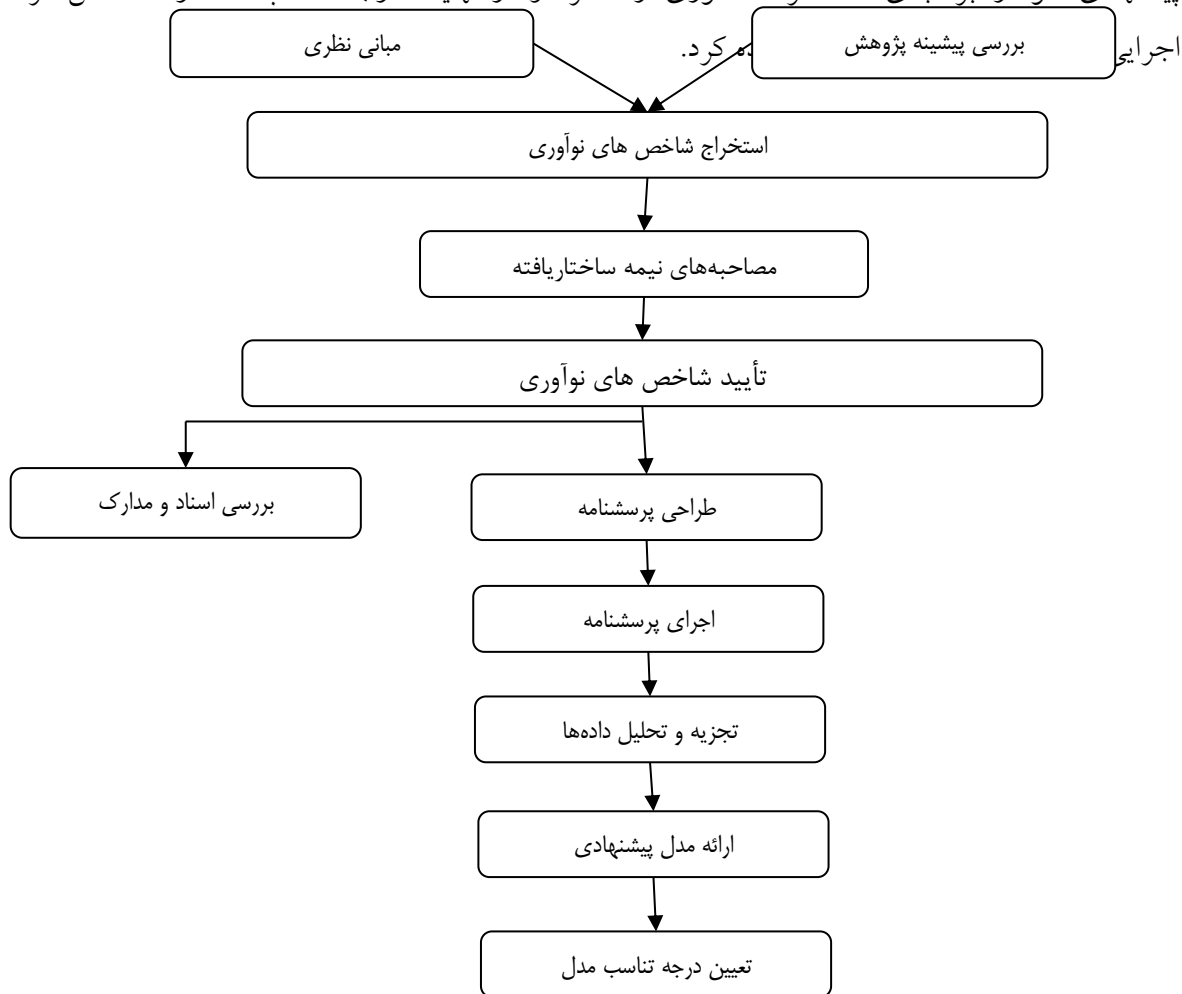 اجرایی کرد.
بررسی پیشینه پژوهش
مبانی نظری
استخراج شاخص های نوآوری
مصاحبه‌های نیمه ساختاریافته
تأیید شاخص های نوآوری
طراحی پرسشنامه
بررسی اسناد و مدارک
اجرای پرسشنامه
تجزیه و تحلیل داده‌ها
ارائه مدل پیشنهادی
تعیین درجه تناسب مدل